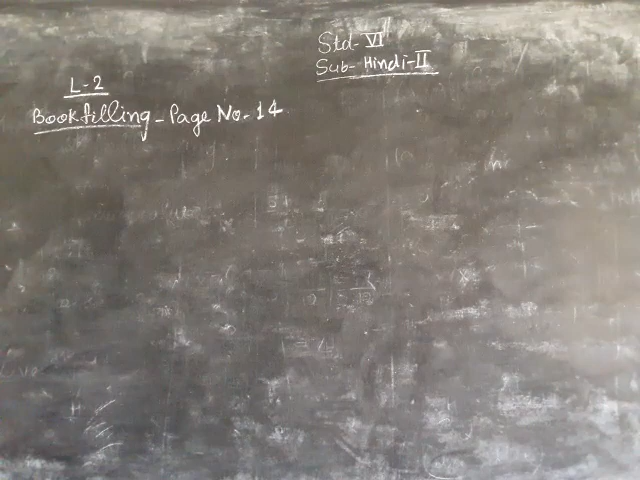 Std- VI
Sub- Hindi-II
L-2
Bookfilling - Page No. 14